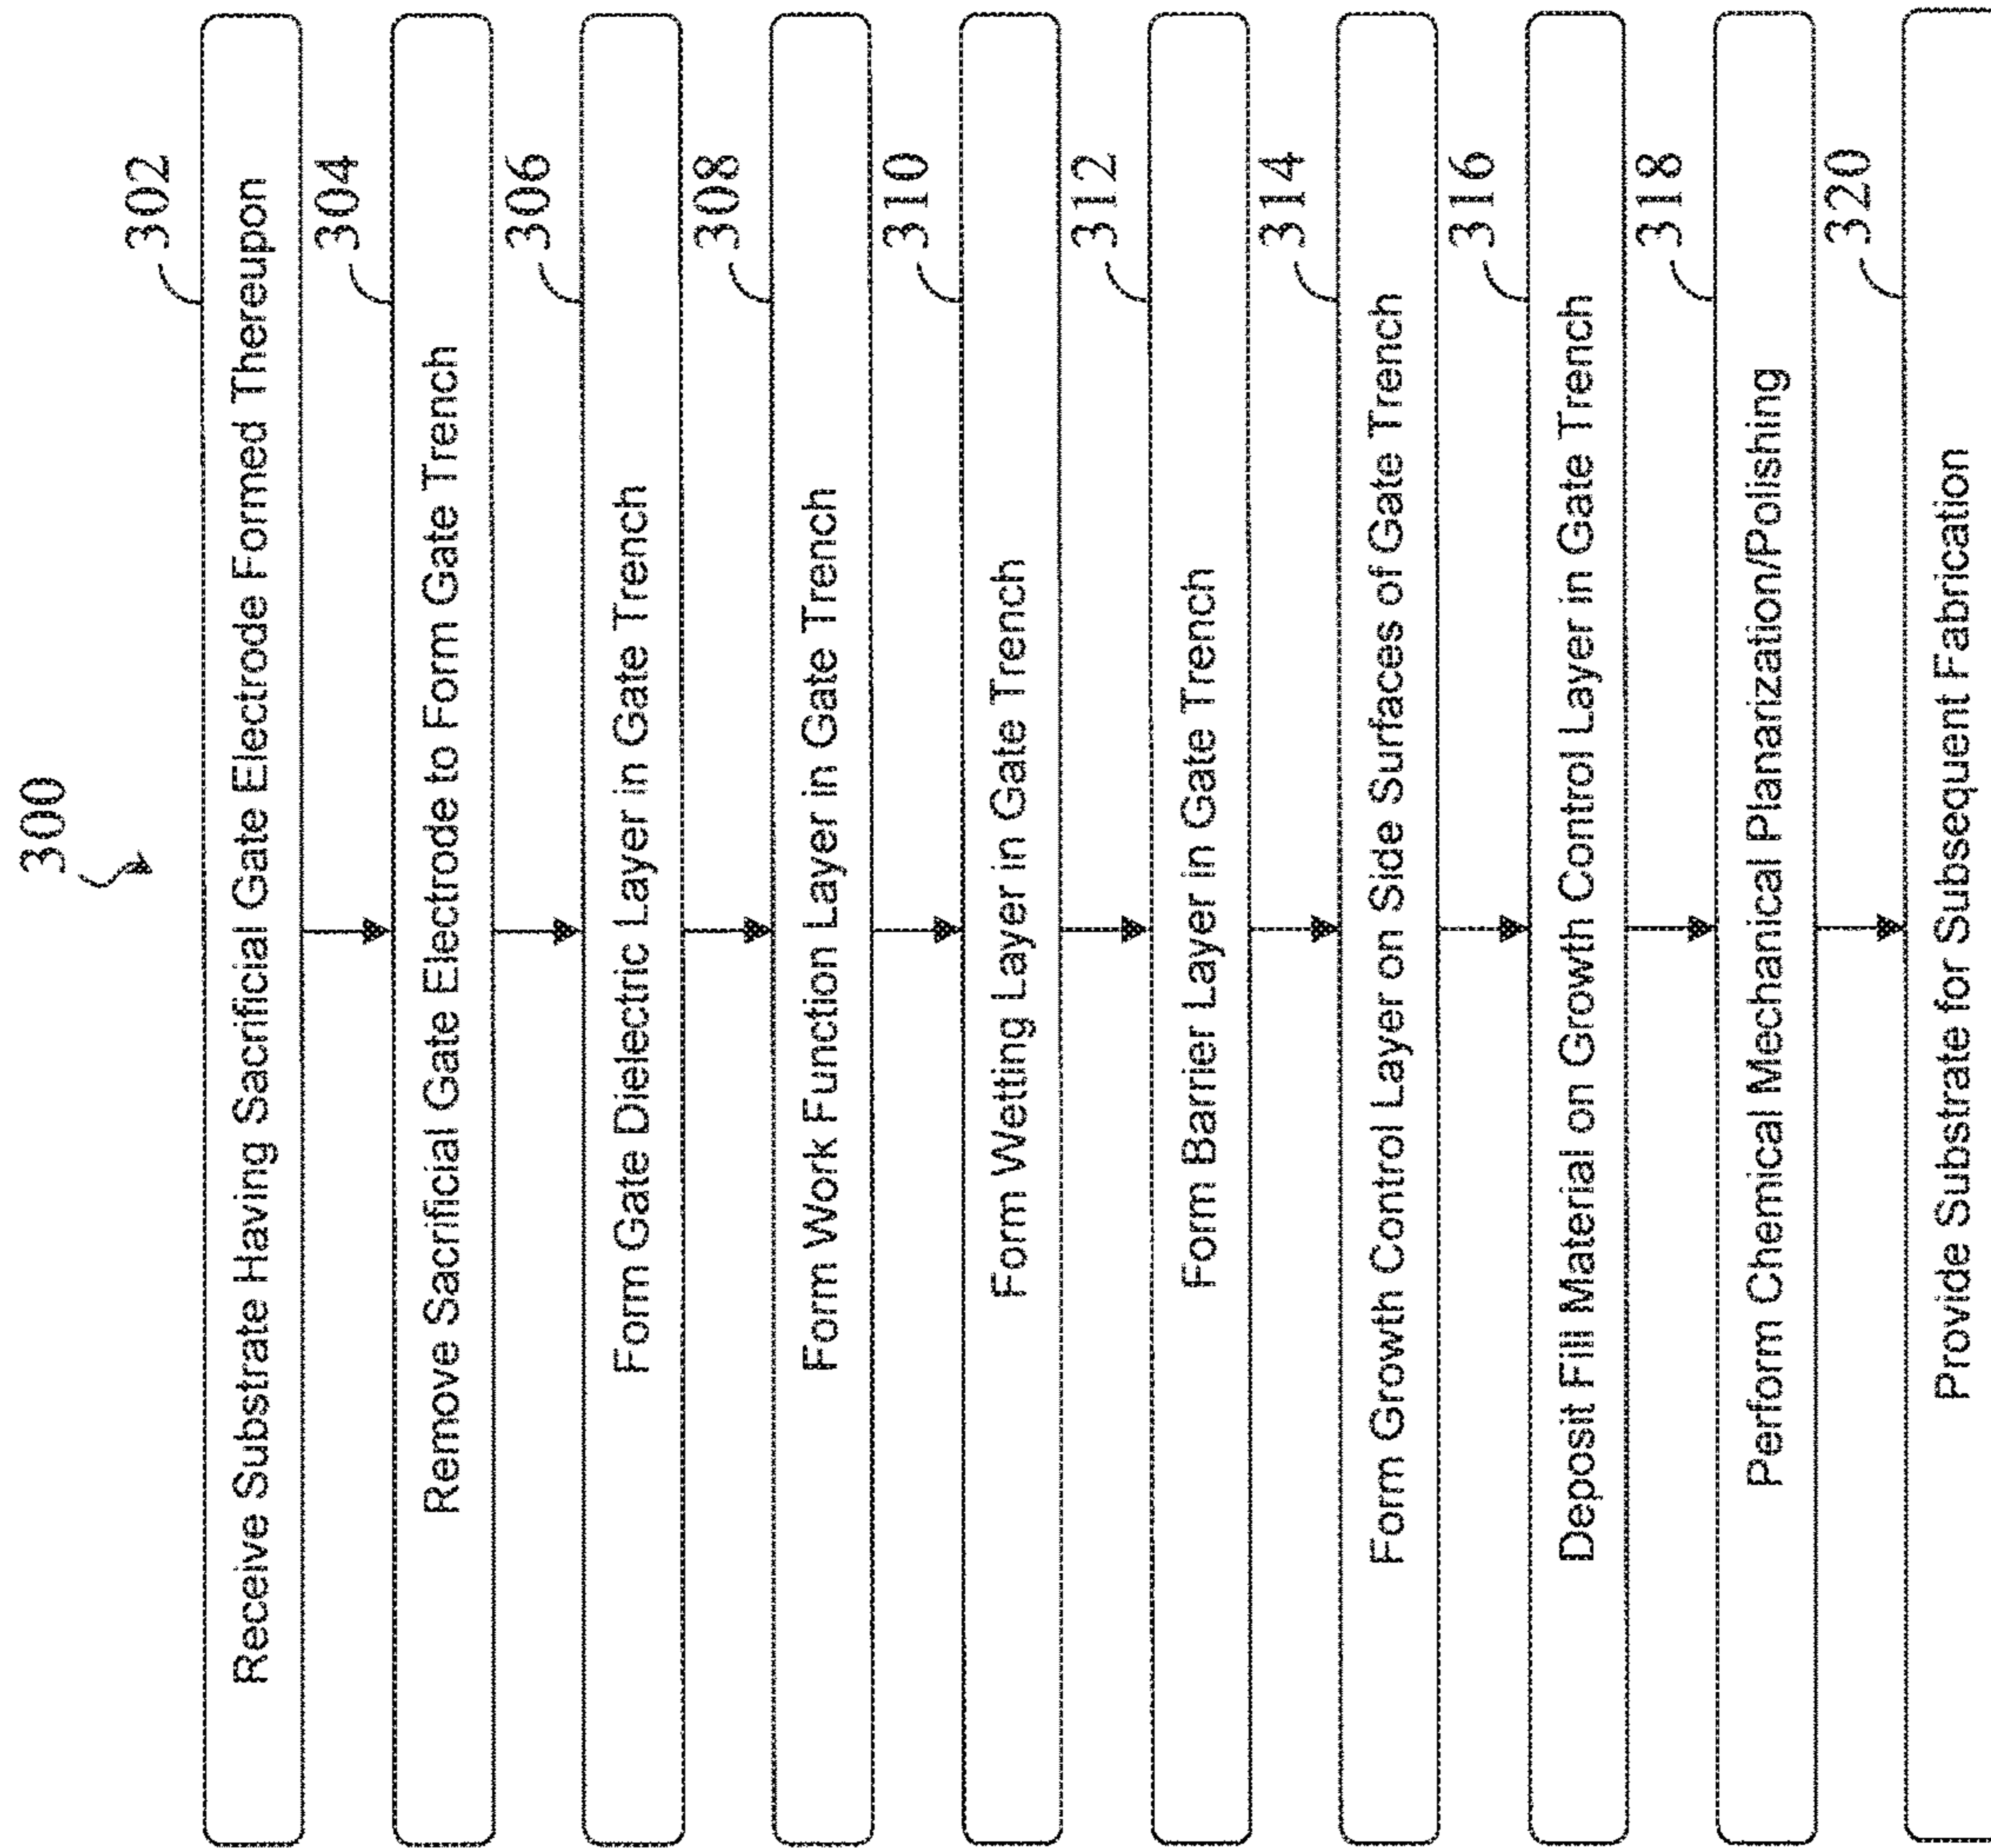 300
302
Receive Substrate Having Sacrificial Gate Electrode Formed Thereupon
304
Remove Sacrificial Gate Electrode to Form Gate Trench
306
Form Gate Dielectric Layer in Gate Trench
308
Form Work Function Layer in Gate Trench
310
Form Wetting Layer in Gate Trench
312
Form Barrier Layer in Gate Trench
314
Form Growth Control Layer on Side Surfaces of Gate Trench
316
Deposit Fill Material on Growth Control Layer in Gate Trench
318
Perform Chemical Mechanical Planarization/Polishing
320
Provide Substrate for Subsequent Fabrication